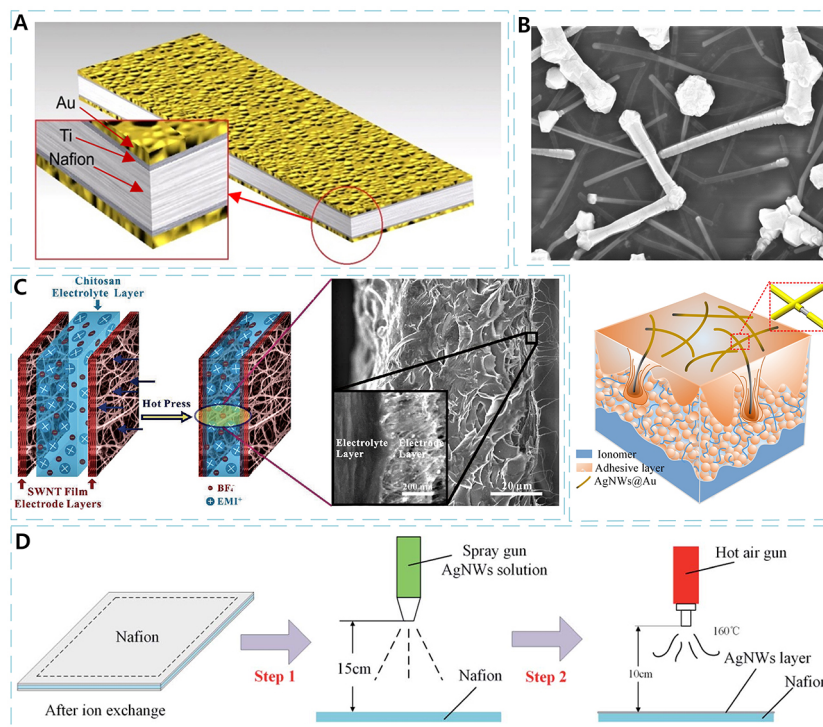 A
Au
Ti
Nafion
B
C
Chitosan
Electrolyte Layer
Hot Press
SWNT Film
Electrode Layers
BF₄⁻
EMI⁺
Electrolyte
Layer
Electrode
Layer
200 nm
20 μm
Ionomer
Adhesive layer
AgNWs@Au
D
Nafion
After ion exchange
Step 1
Spray gun
AgNWs solution
15cm
Nafion
Step 2
Hot air gun
160℃
10cm
AgNWs layer
Nafion